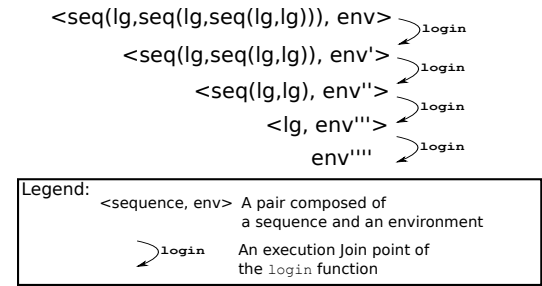 <seq(lg,seq(lg,seq(lg,lg))), env>
login
<seq(lg,seq(lg,lg)), env'>
login
<seq(lg,lg), env''>
login
<lg, env'''>
login
env''''
Legend:
<sequence, env> A pair composed of
a sequence and an environment
login An execution Join point of
the login function